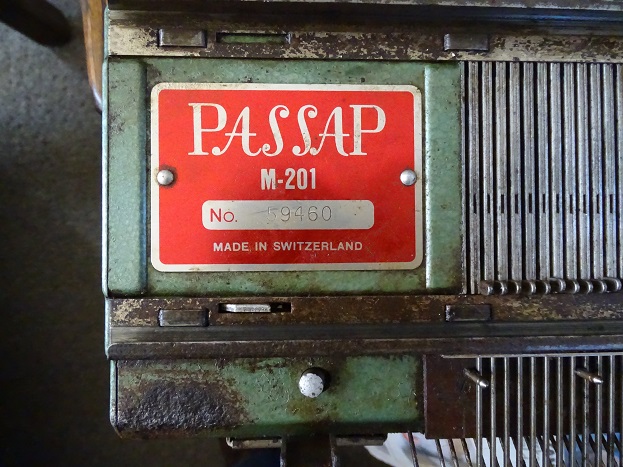 PASSAP
M-201
No. 59460
MADE IN SWITZERLAND